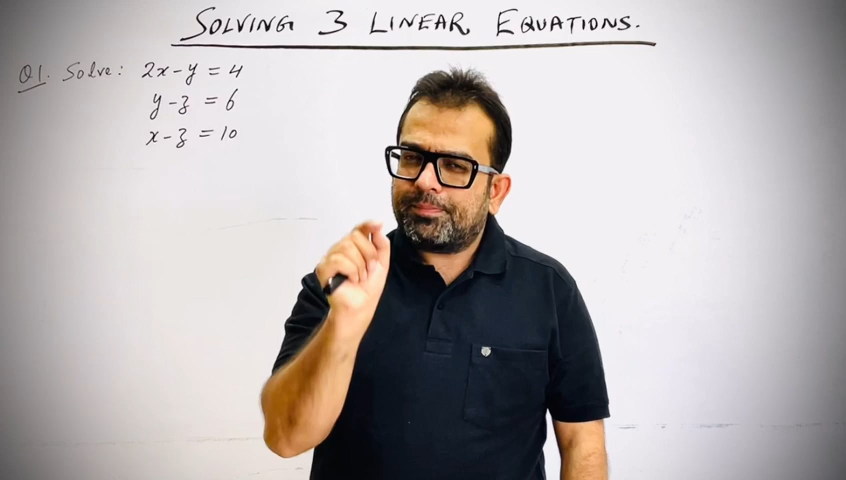 SOLVING 3 LINEAR EQUATIONS.
Q1. Solve: 2x-y = 4
y-z = 6
x-z = 10